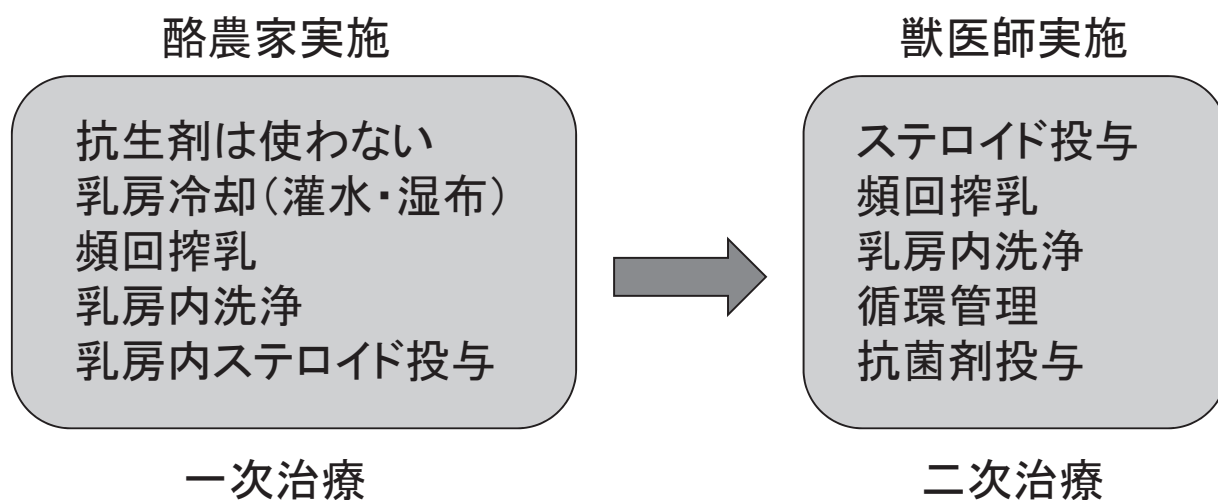 酪農家実施
抗生剤は使わない
乳房冷却(灌水・湿布)
頻回搾乳
乳房内洗浄
乳房内ステロイド投与
一次治療
獣医師実施
ステロイド投与
頻回搾乳
乳房内洗浄
循環管理
抗菌剤投与
二次治療